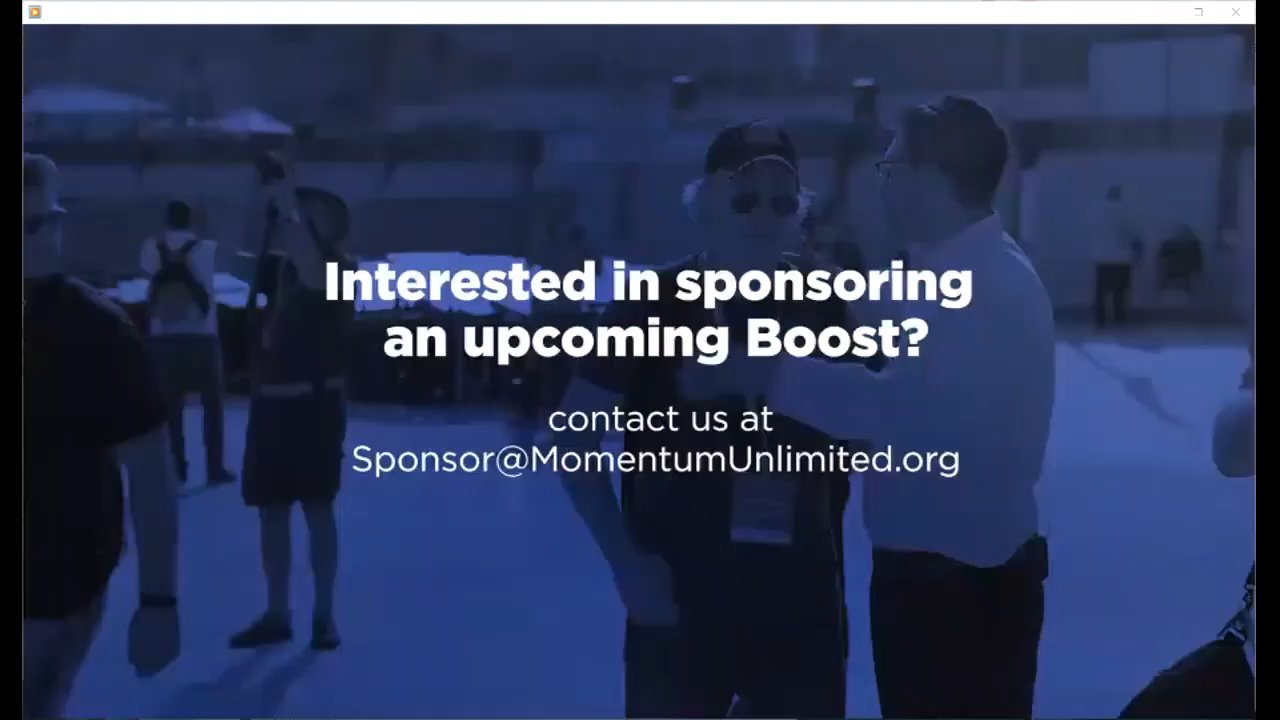 Interested in sponsoring
an upcoming Boost?
contact us at
Sponsor@MomentumUnlimited.org